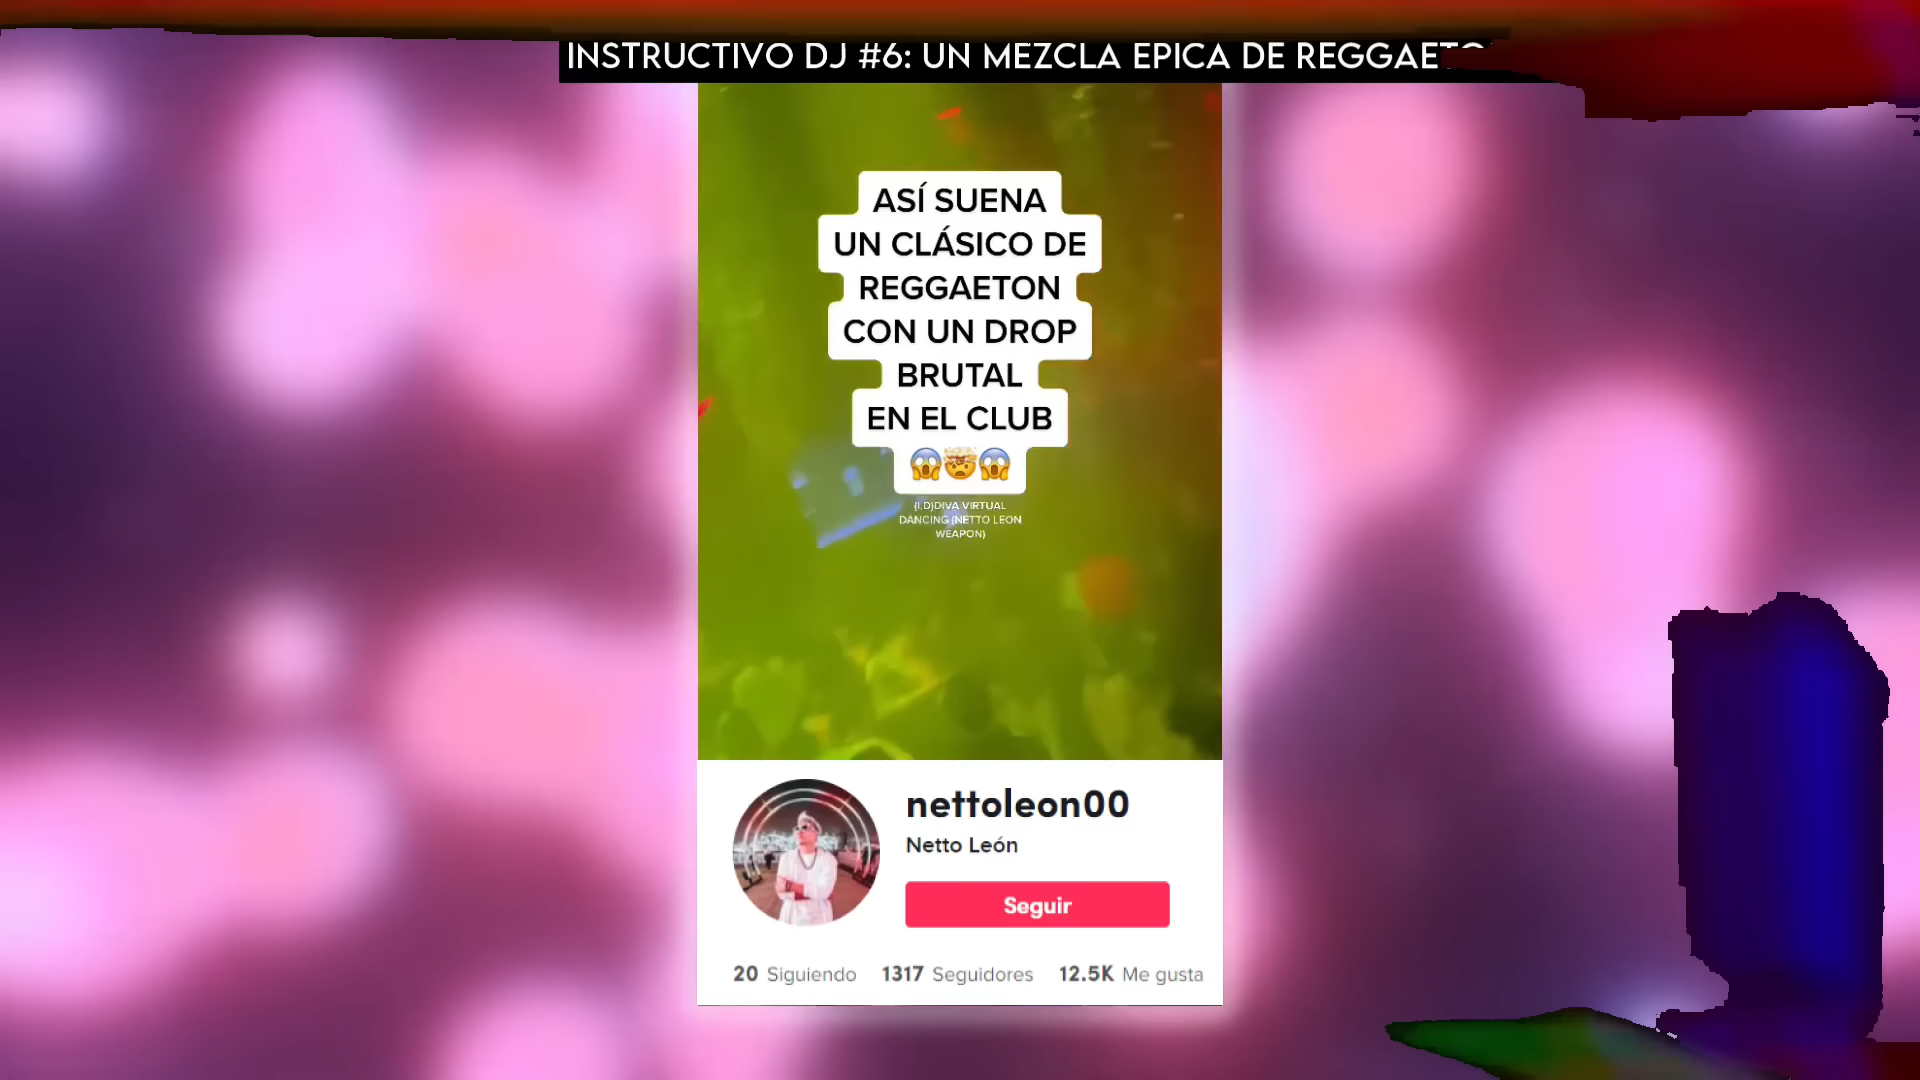 INSTRUCTIVO DJ #6: UN MEZCLA EPICA DE
ASÍ SUENA
UN CLÁSICO DE
REGGAETON
CON UN DROP
BRUTAL
EN EL CLUB
😱🤯😱
(I.D)DIVA VIRTUAL
DANCING (NETTO LEON
WEAPON)
nettoleon00
Netto León
Seguir
20 Siguiendo 1317 Seguidores 12.5K Me gusta